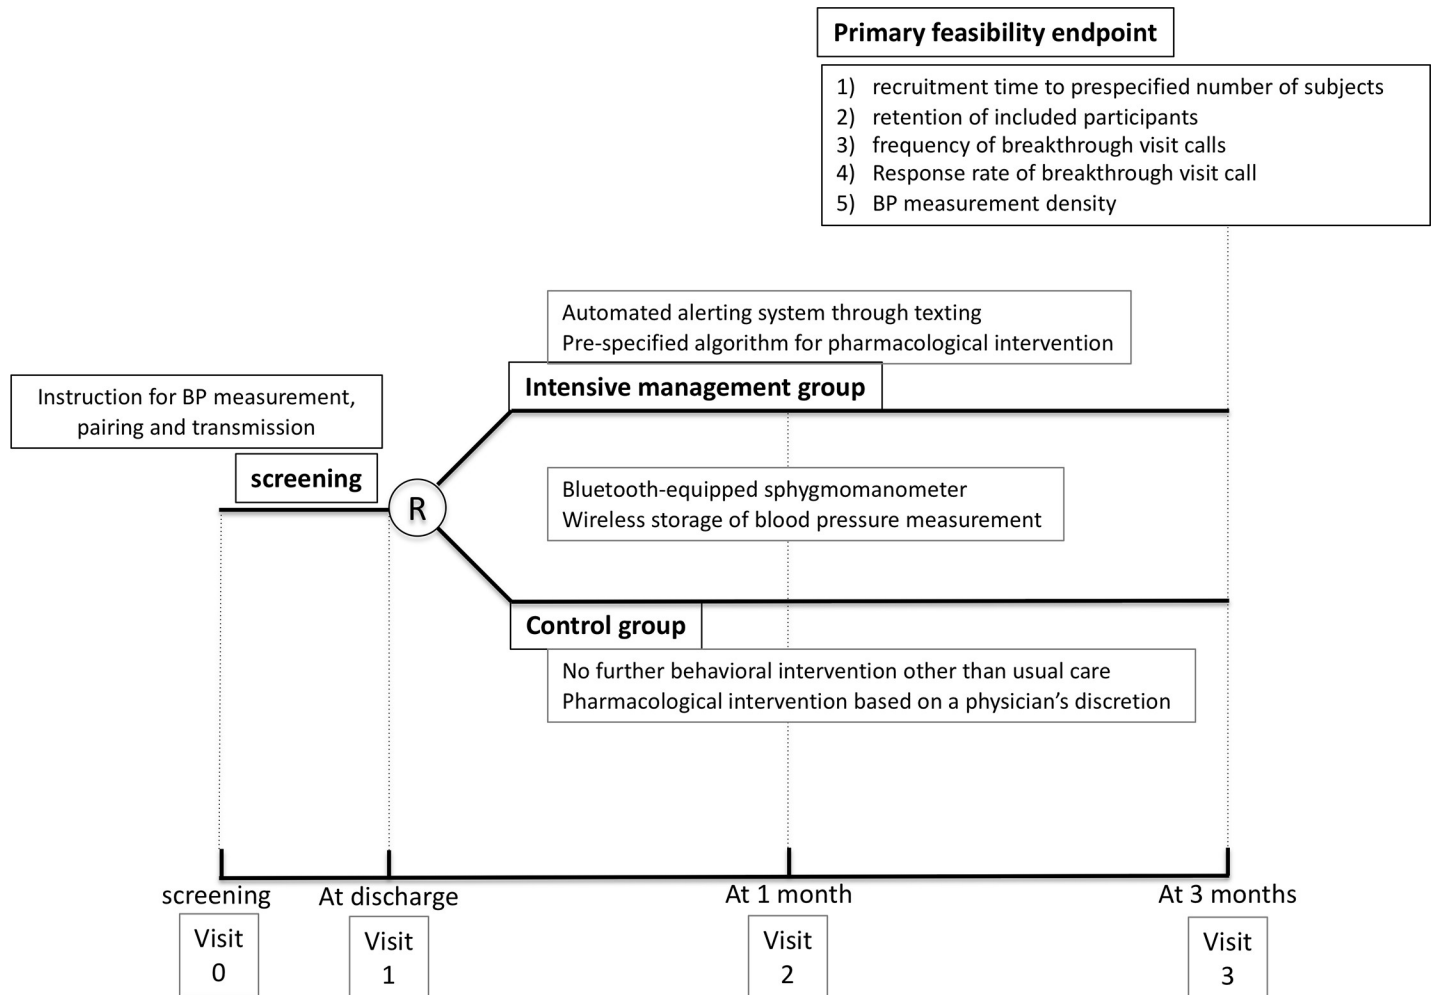 Primary feasibility endpoint
1) recruitment time to prespecified number of subjects
2) retention of included participants
3) frequency of breakthrough visit calls
4) Response rate of breakthrough visit call
5) BP measurement density
Automated alerting system through texting
Pre-specified algorithm for pharmacological intervention
Intensive management group
Instruction for BP measurement,
pairing and transmission
screening
R
Bluetooth-equipped sphygmomanometer
Wireless storage of blood pressure measurement
Control group
No further behavioral intervention other than usual care
Pharmacological intervention based on a physician’s discretion
screening
At discharge
At 1 month
At 3 months
Visit
0
Visit
1
Visit
2
Visit
3